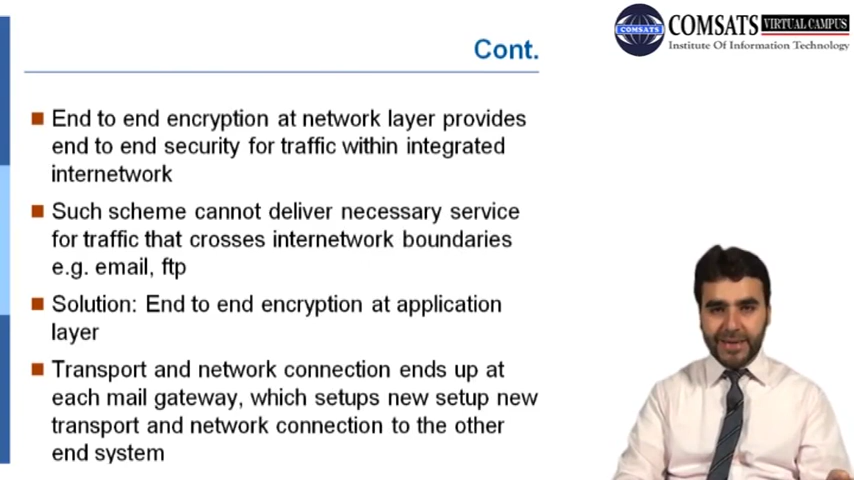 COMSATS VIRTUAL CAMPUS
Institute Of Information Technology
COMSATS
Cont.
End to end encryption at network layer provides
end to end security for traffic within integrated
internetwork
Such scheme cannot deliver necessary service
for traffic that crosses internetwork boundaries
e.g. email, ftp
Solution: End to end encryption at application
layer
Transport and network connection ends up at
each mail gateway, which setups new setup new
transport and network connection to the other
end system